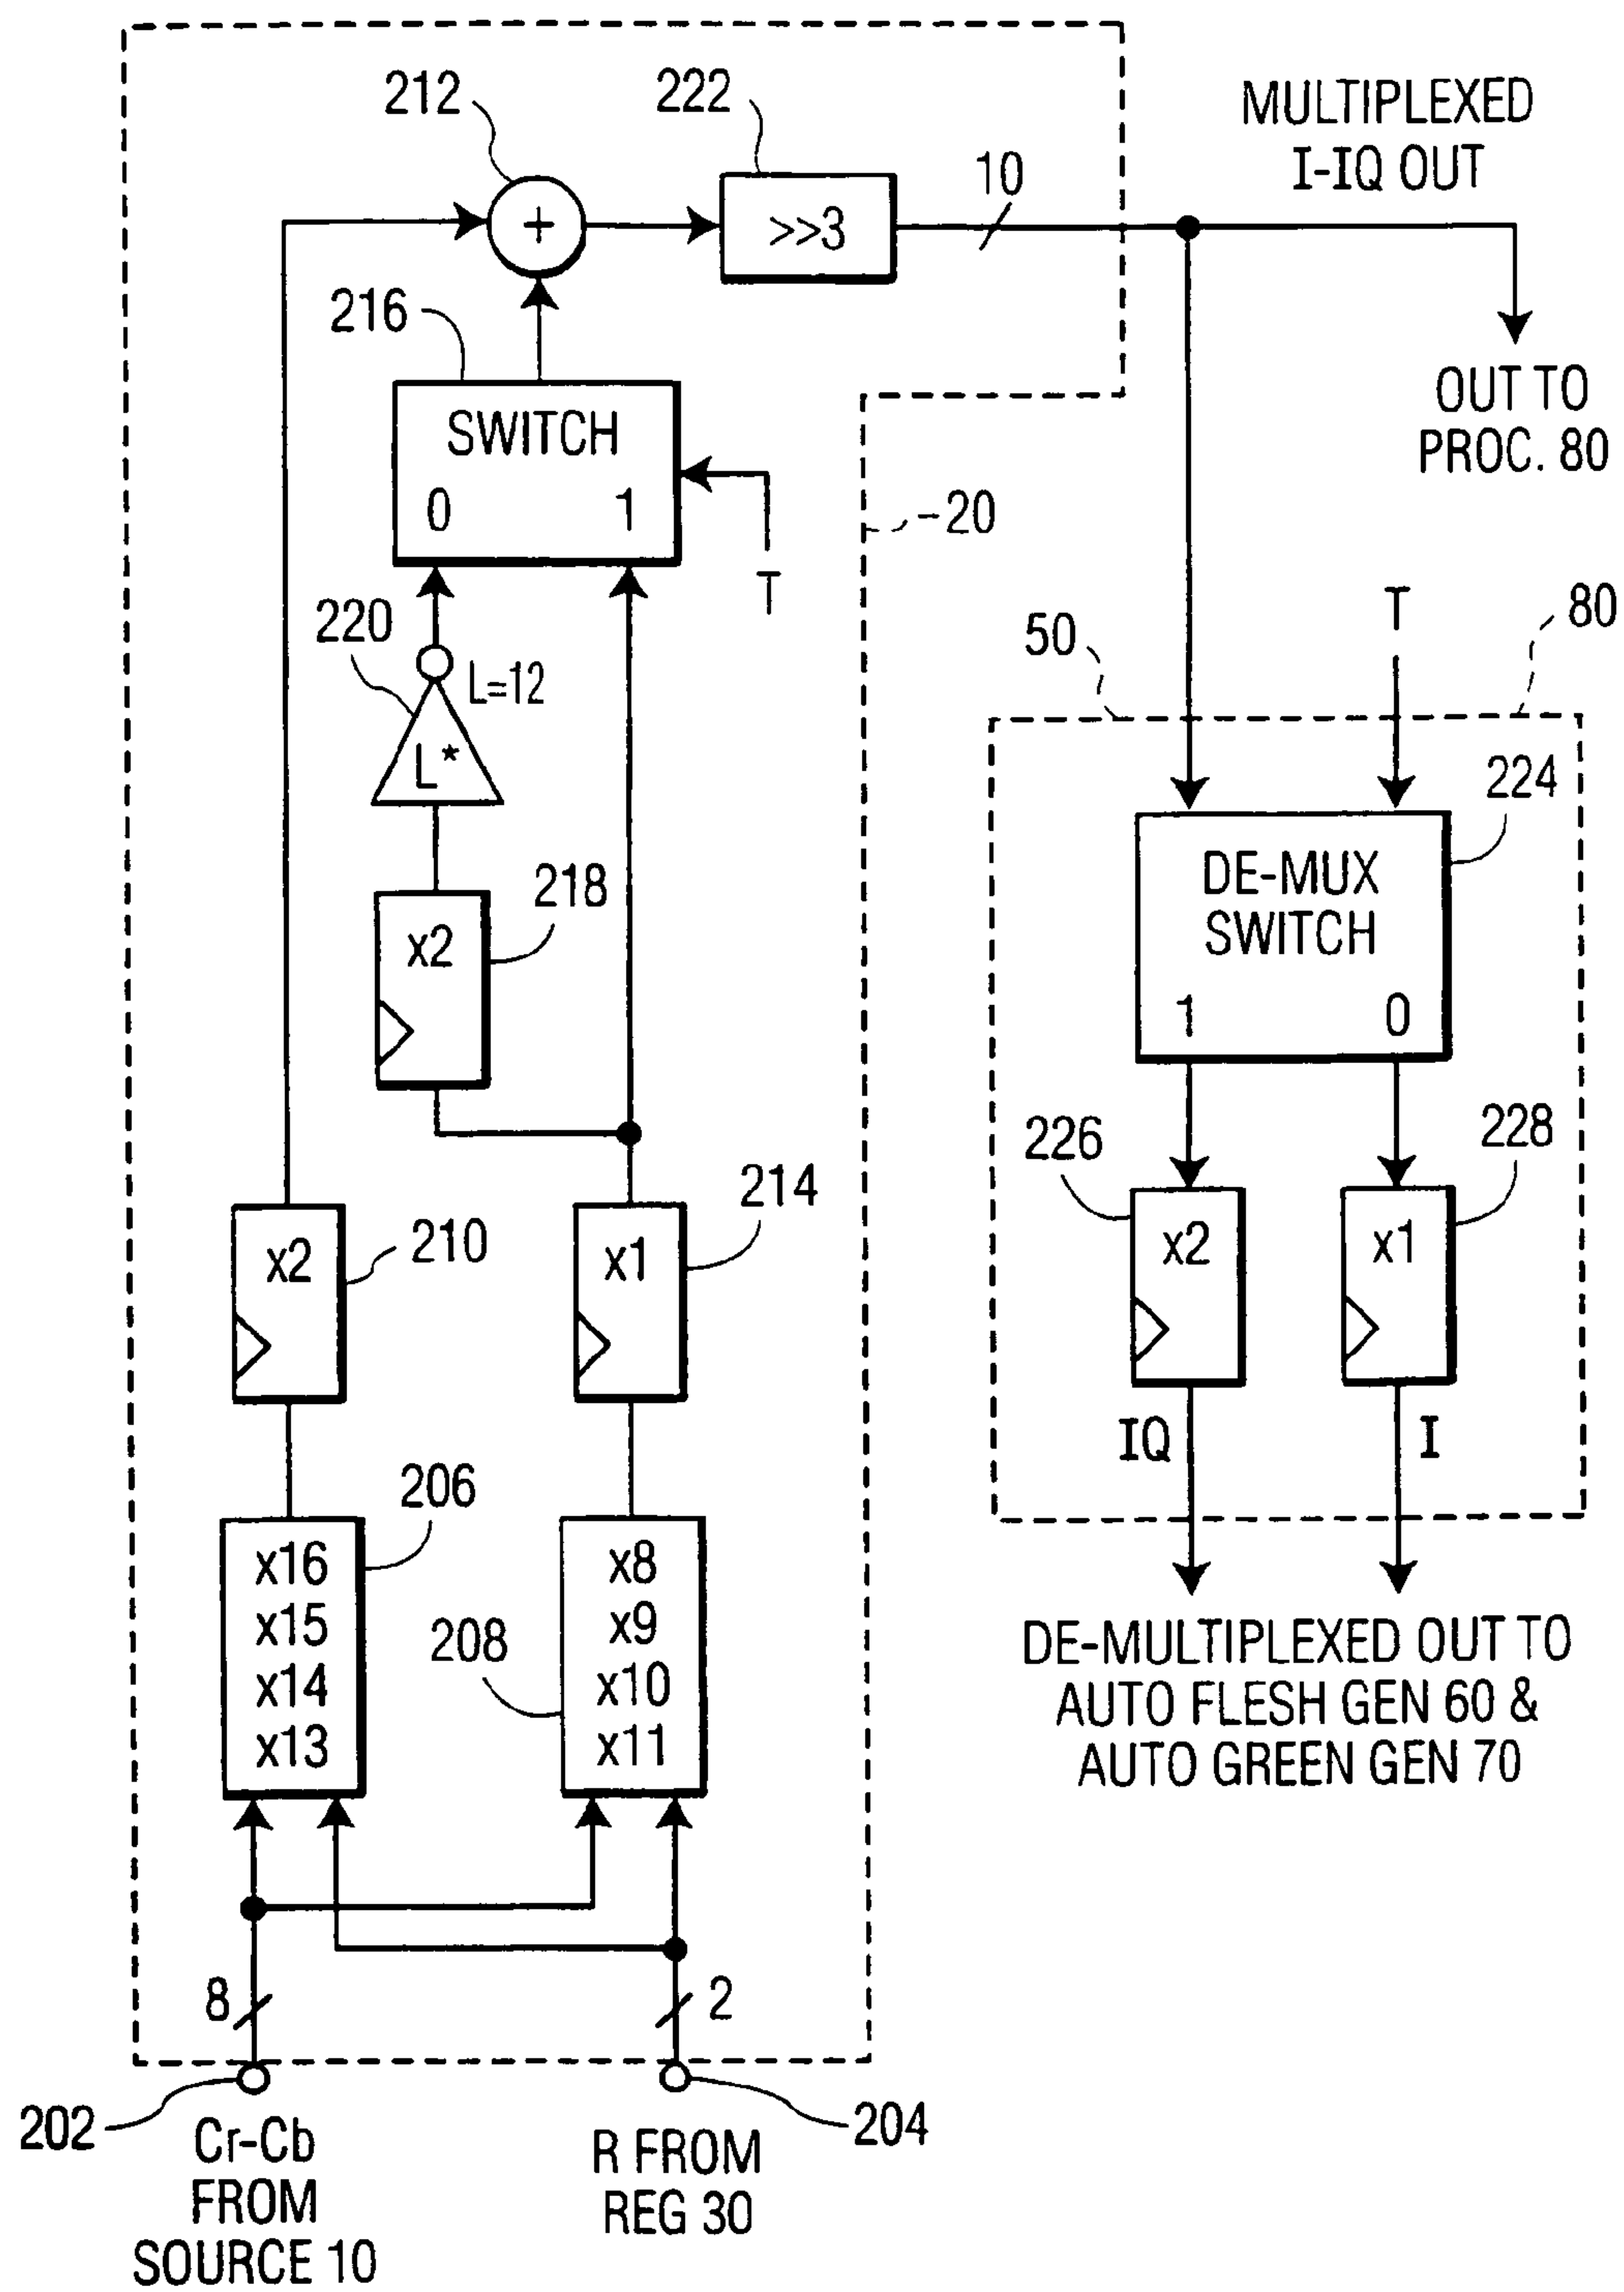 212
222
10
MULTIPLEXED
I-IQ OUT
+
>>3
216
OUT TO
PROC. 80
SWITCH
0 1
-20
T
220
L=12
L*
50
T
80
218
x2
224
DE-MUX
SWITCH
1 0
226
228
x2
210
x1
214
x2
x1
IQ
I
206
x16
x15
x14
x13
208
x8
x9
x10
x11
DE-MULTIPLEXED OUT TO
AUTO FLESH GEN 60 &
AUTO GREEN GEN 70
8
2
202
204
Cr-Cb
FROM
SOURCE 10
R FROM
REG 30